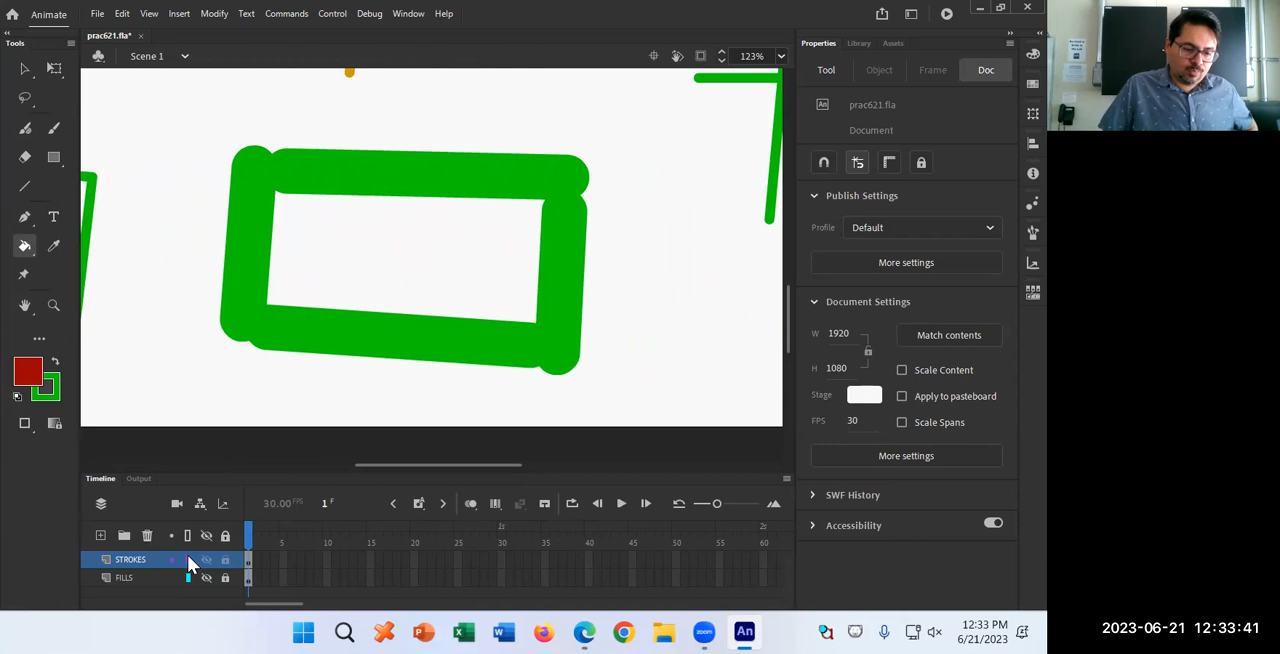 Animate
File Edit View Insert Modify Text Commands Control Debug Window Help
prac621.fla*
Tools
Scene 1
123%
Properties Library Assets
Tool Object Frame Doc
prac621.fla
Document
Publish Settings
Profile Default
More settings
Document Settings
W 1920 Match contents
H 1080 Scale Content
Stage Apply to pasteboard
FPS 30 Scale Spans
More settings
SWF History
Accessibility
Timeline Output
30.00 FPS 1 F
1s 2s
5 10 15 20 25 30 35 40 45 50 55 60
STROKES
FILLS
zoom
An
12:33 PM
6/21/2023
2023-06-21 12:33:41